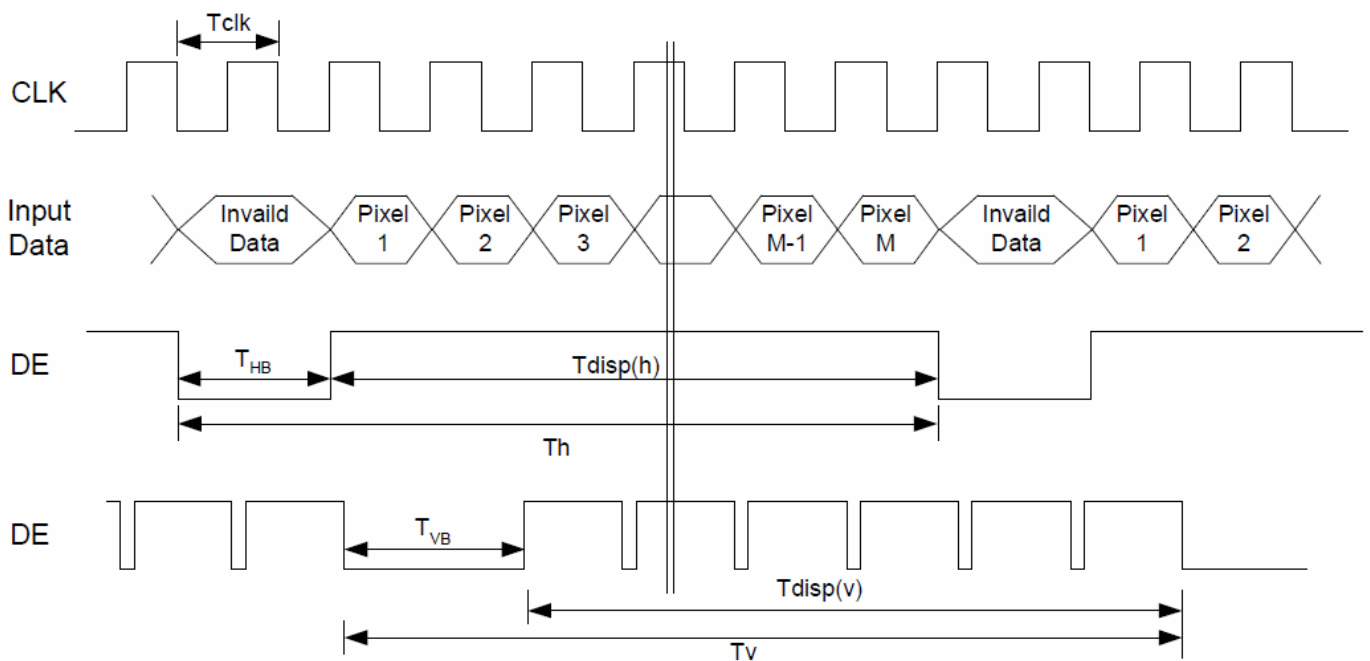 Tclk
CLK
Input
Data
Invaild
Data
Pixel
1
Pixel
2
Pixel
3
Pixel
M-1
Pixel
M
Invaild
Data
Pixel
1
Pixel
2
DE
THB
Tdisp(h)
Th
DE
TVB
Tdisp(v)
Tv